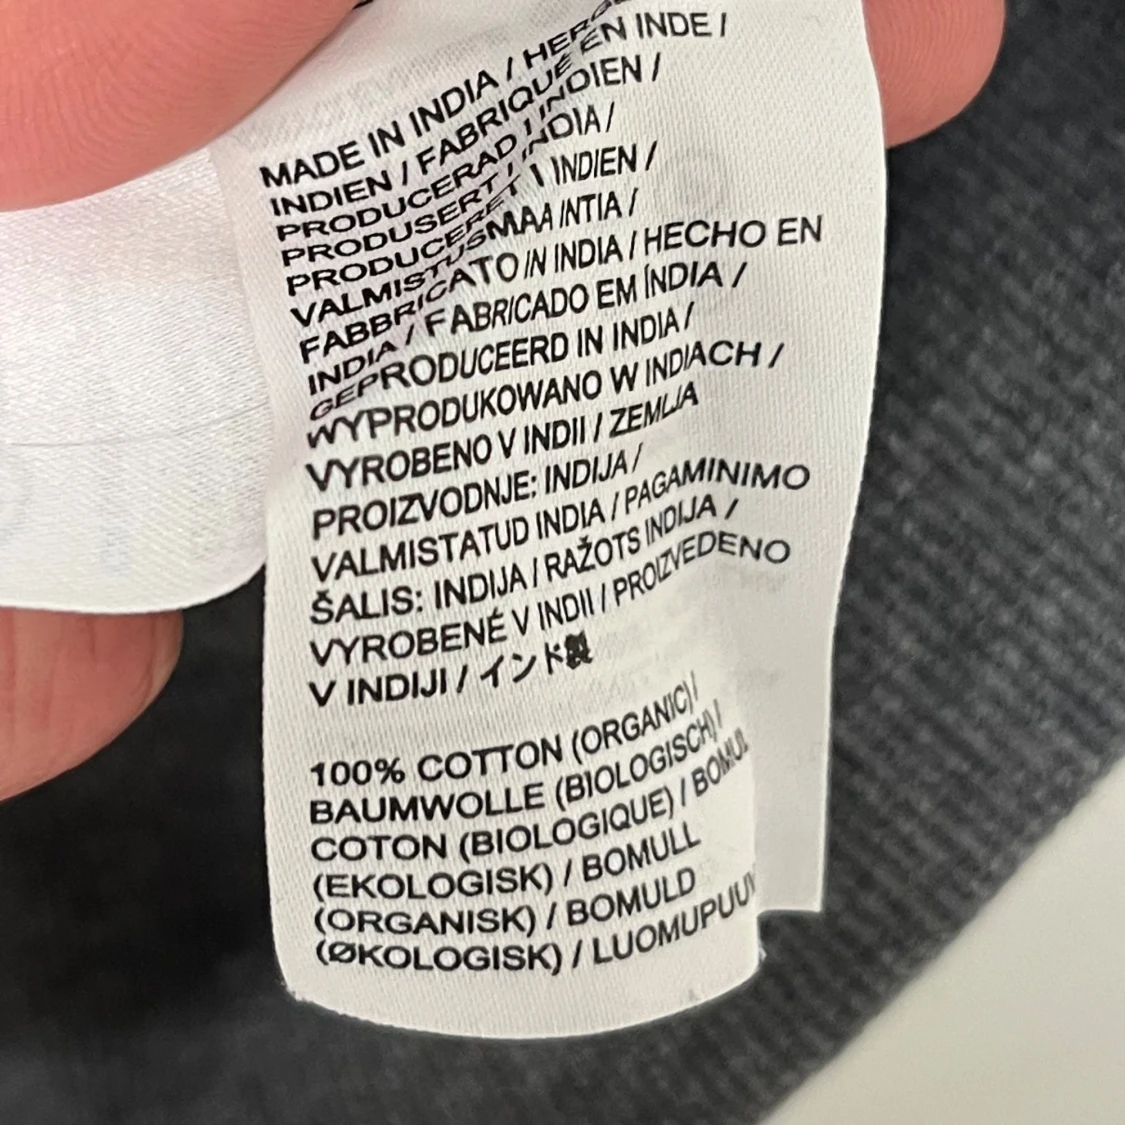 MADE IN INDIA / HERGE
INDIEN / FABRIQUÉ EN INDE /
PRODUCERAD I INDIEN /
PRODUSERT I INDIA/
PRODUCERET I INDIEN /
VALMISTUSMAA INTIA /
FABBRICATO IN INDIA / HECHO EN
INDIA / FABRICADO EM ÍNDIA /
GEPRODUCEERD IN INDIA/
WYPRODUKOWANO W INDIACH /
VYROBENO V INDII / ZEMLJA
PROIZVODNJE: INDIJA/
VALMISTATUD INDIA / PAGAMINIMO
ŠALIS: INDIJA / RAŽOTS INDIJA /
VYROBENÉ V INDII / PROIZVEDENO
V INDIJI / インド製
100% COTTON (ORGANIC)/
BAUMWOLLE (BIOLOGISCH)/
COTON (BIOLOGIQUE) / BOMULL
(EKOLOGISK) / BOMULL
(ORGANISK) / BOMULD
(ØKOLOGISK) / LUOMUPUUV